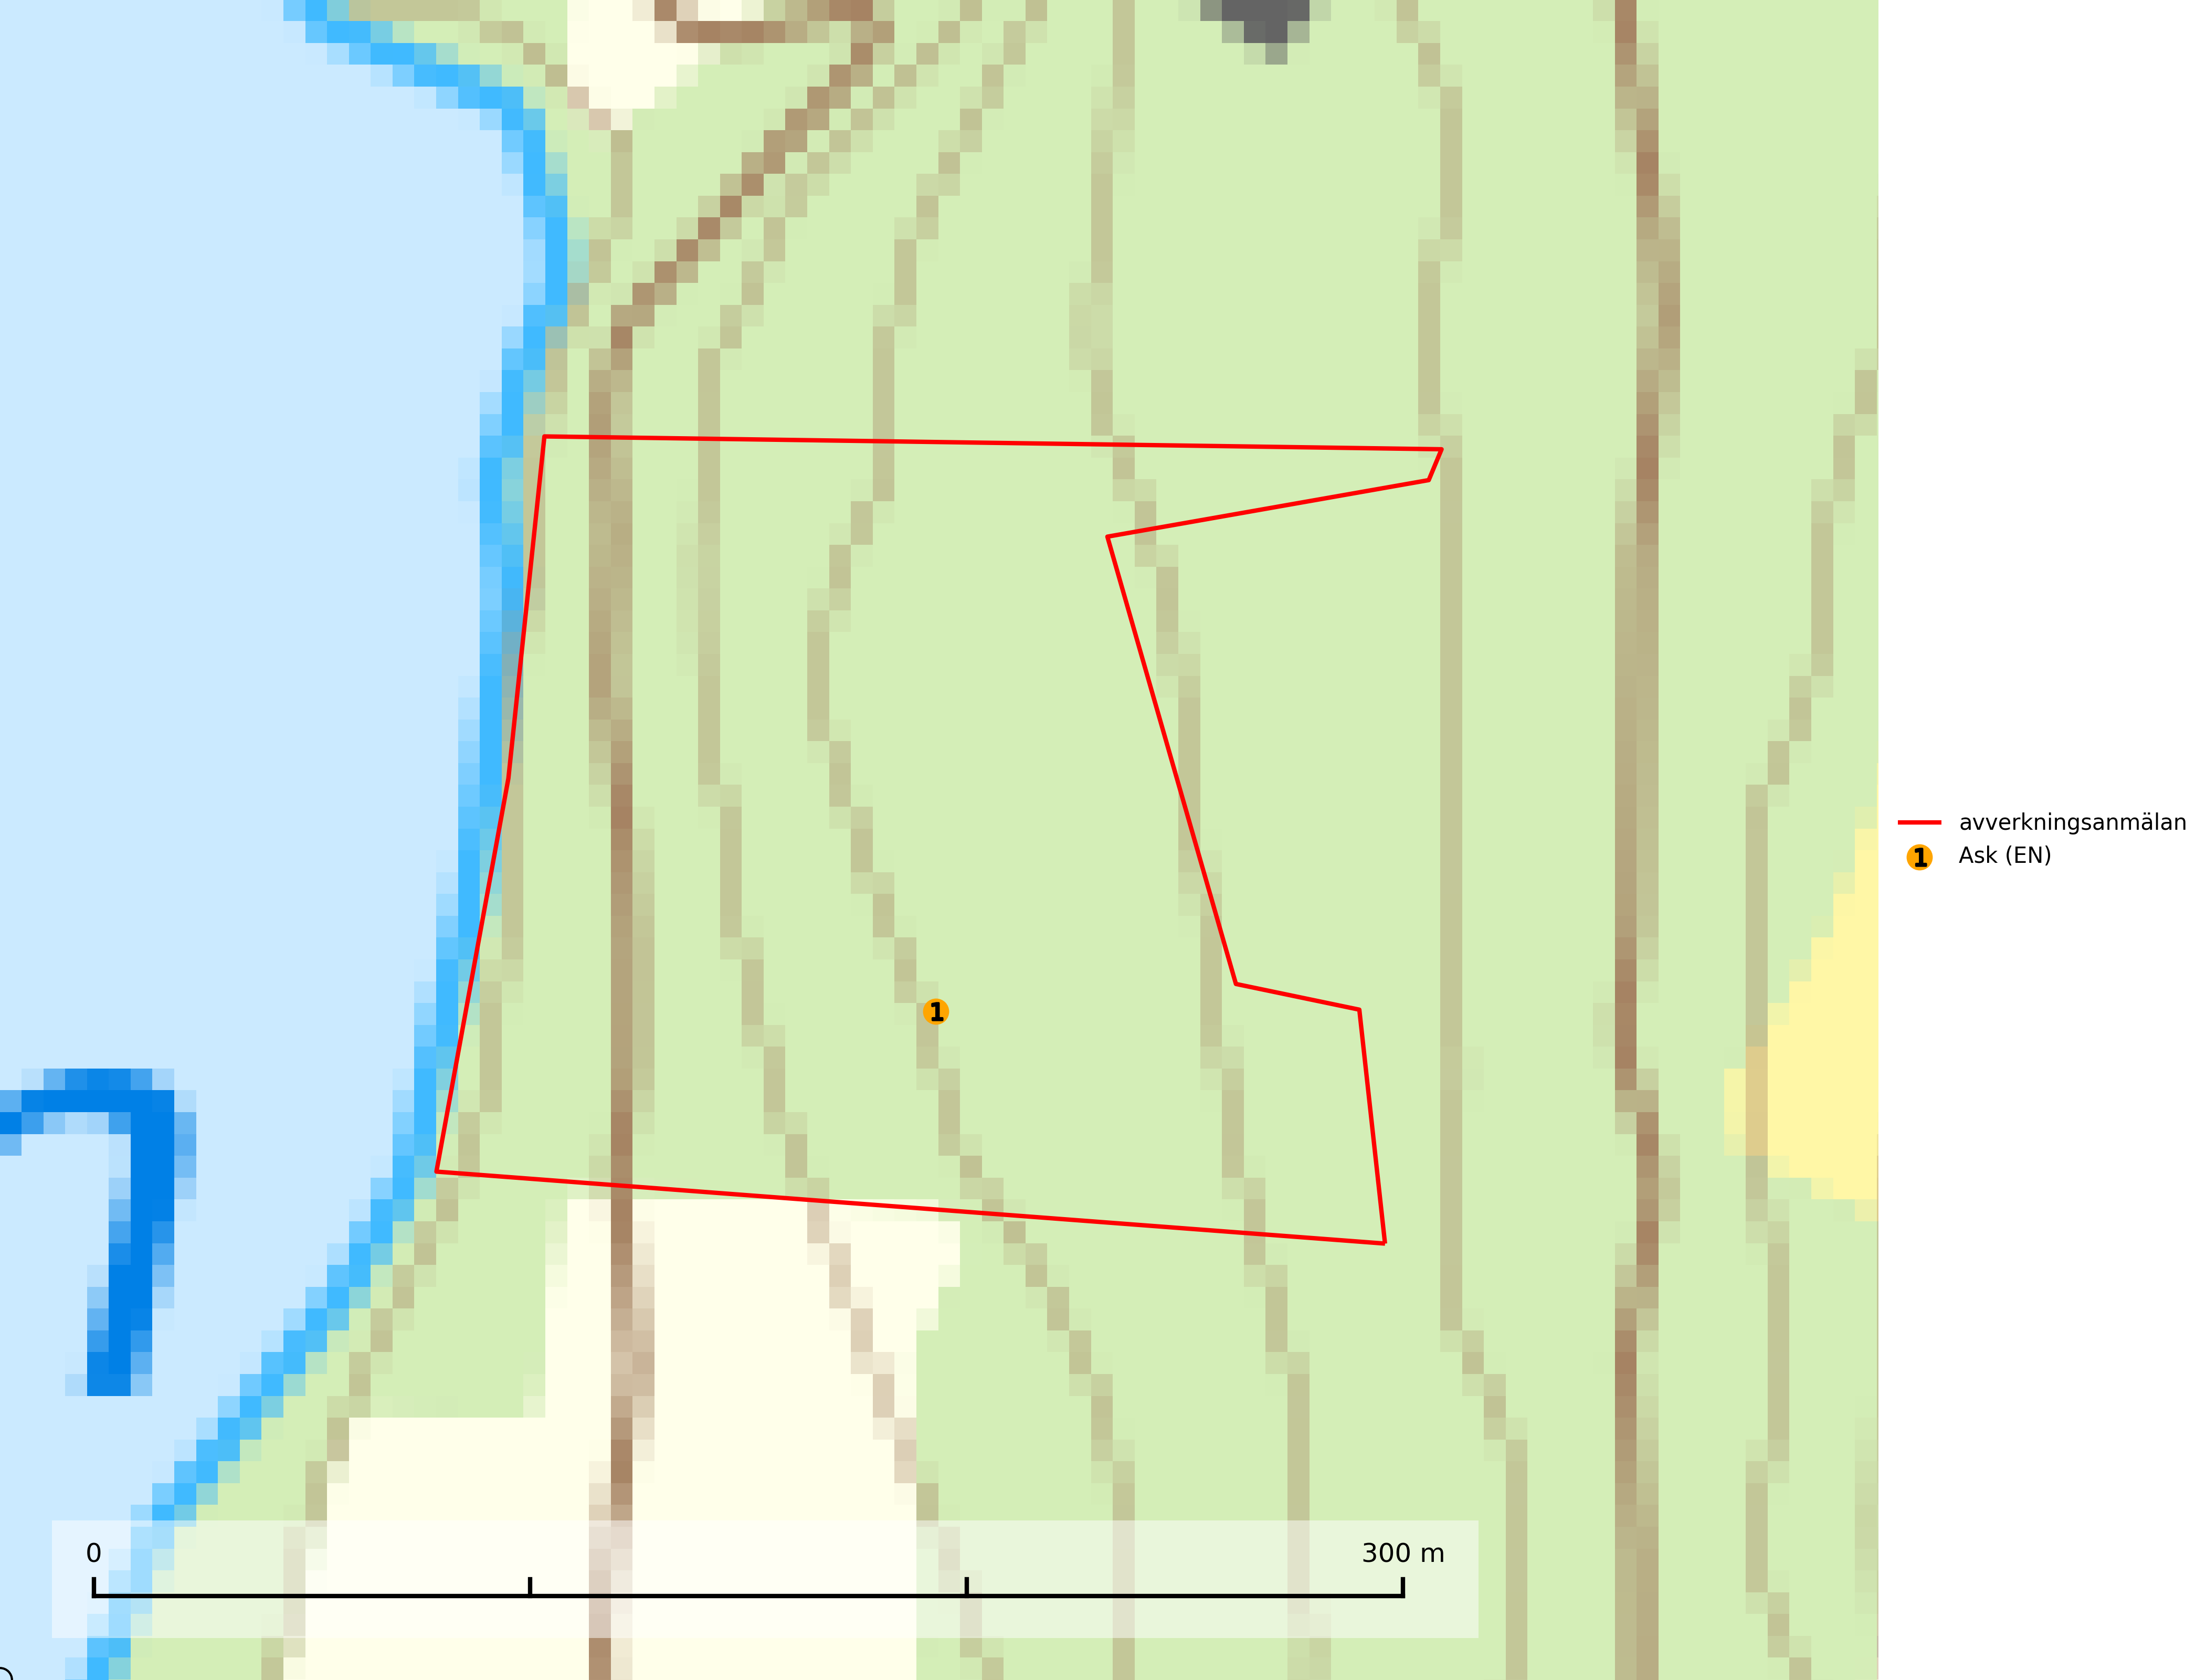 avverkningsanmälan
1 Ask (EN)
1
0 300 m